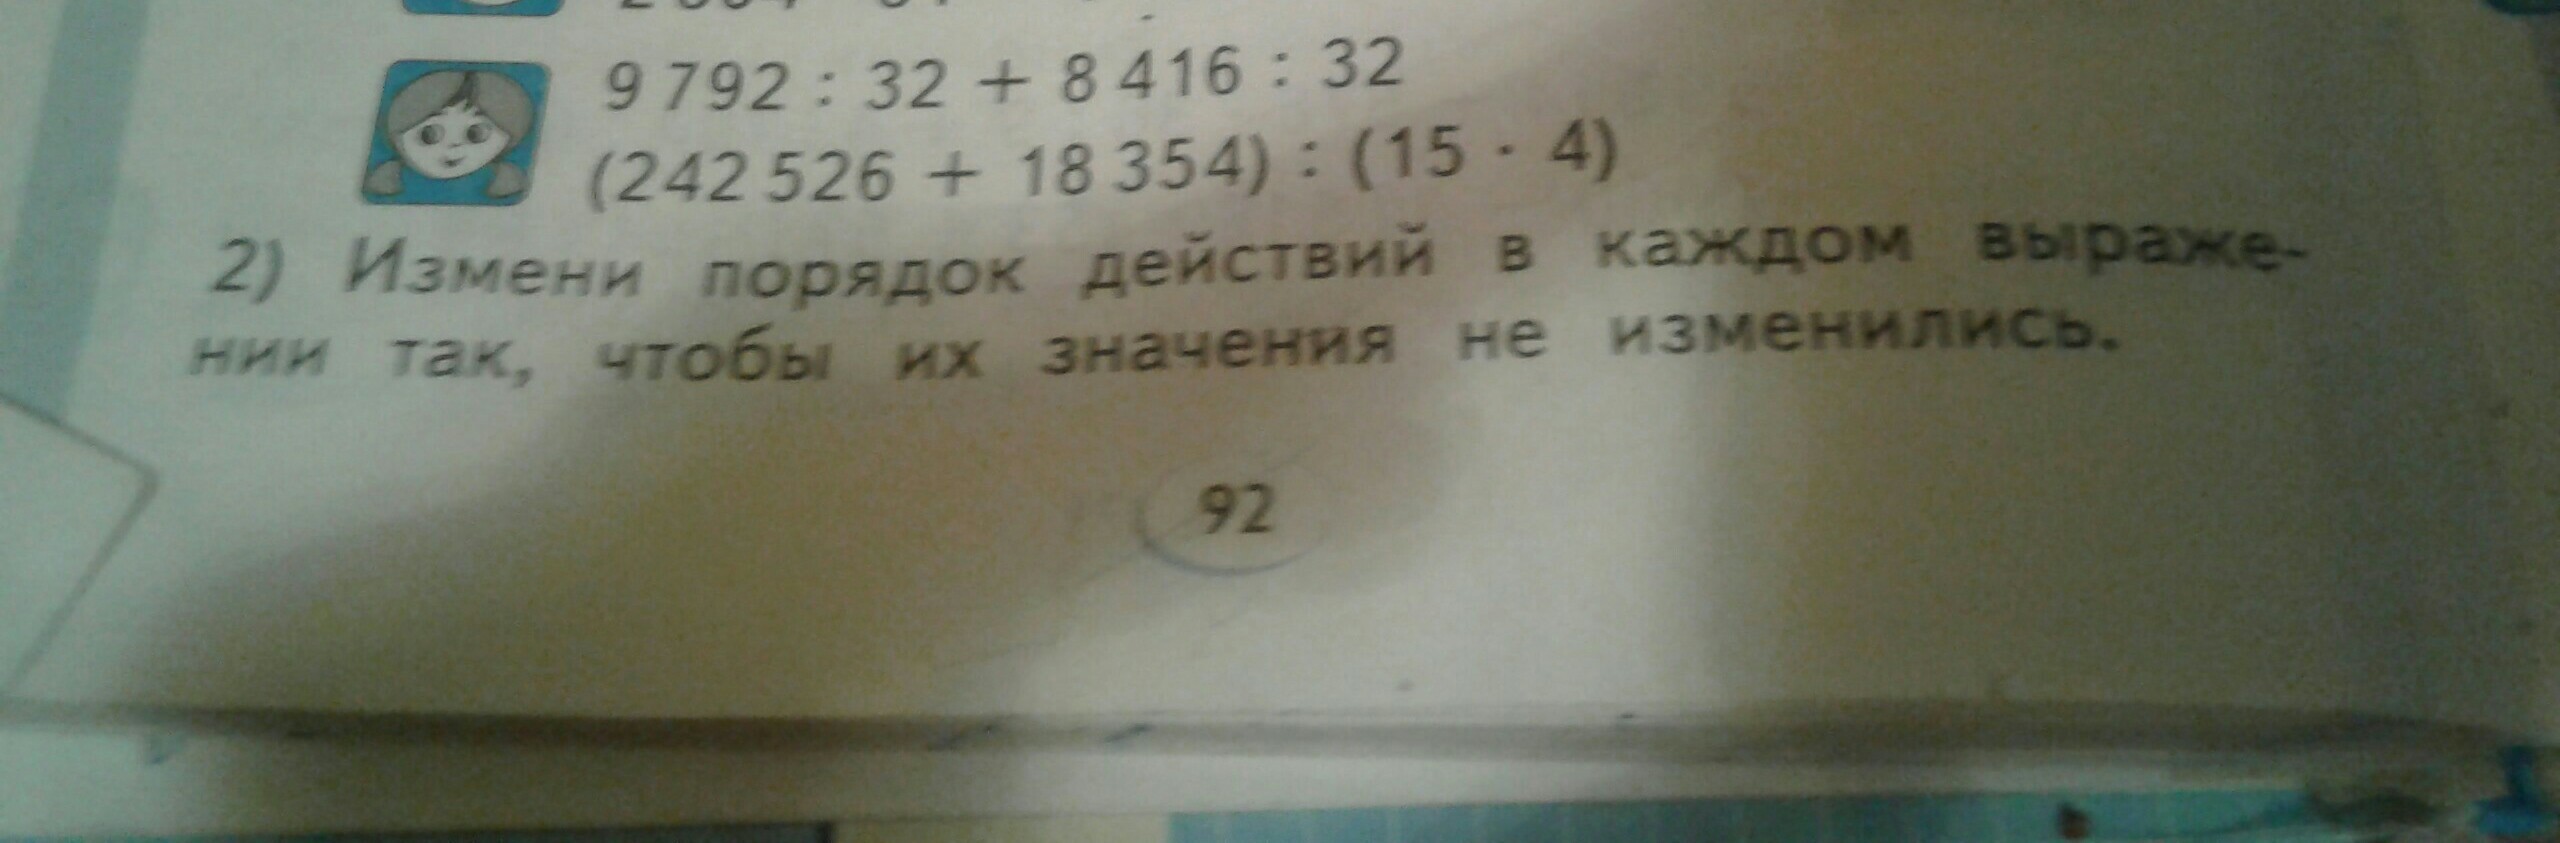 9 792 : 32 + 8 416 : 32
(242 526 + 18 354) : (15 · 4)
2) Измени порядок действий в каждом выраже-
нии так, чтобы их значения не изменились.
92